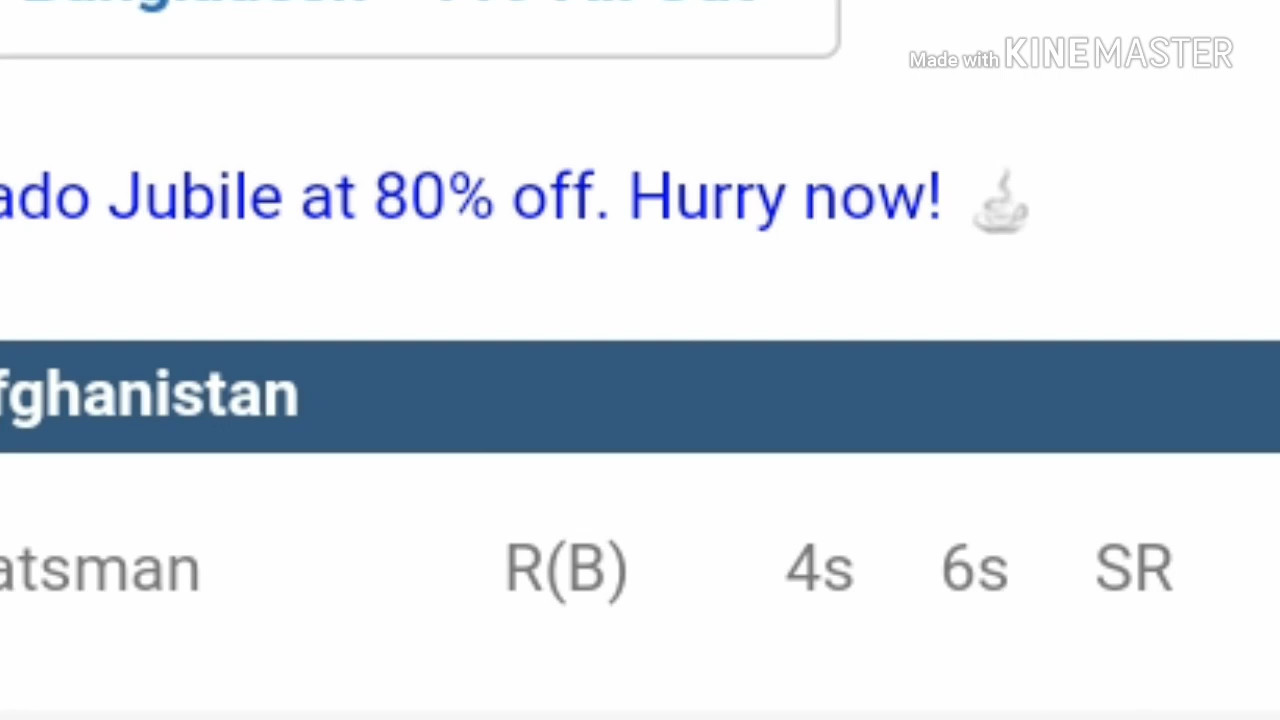 Made with KINEMASTER
ado Jubile at 80% off. Hurry now!
fghanistan
atsman R(B) 4s 6s SR